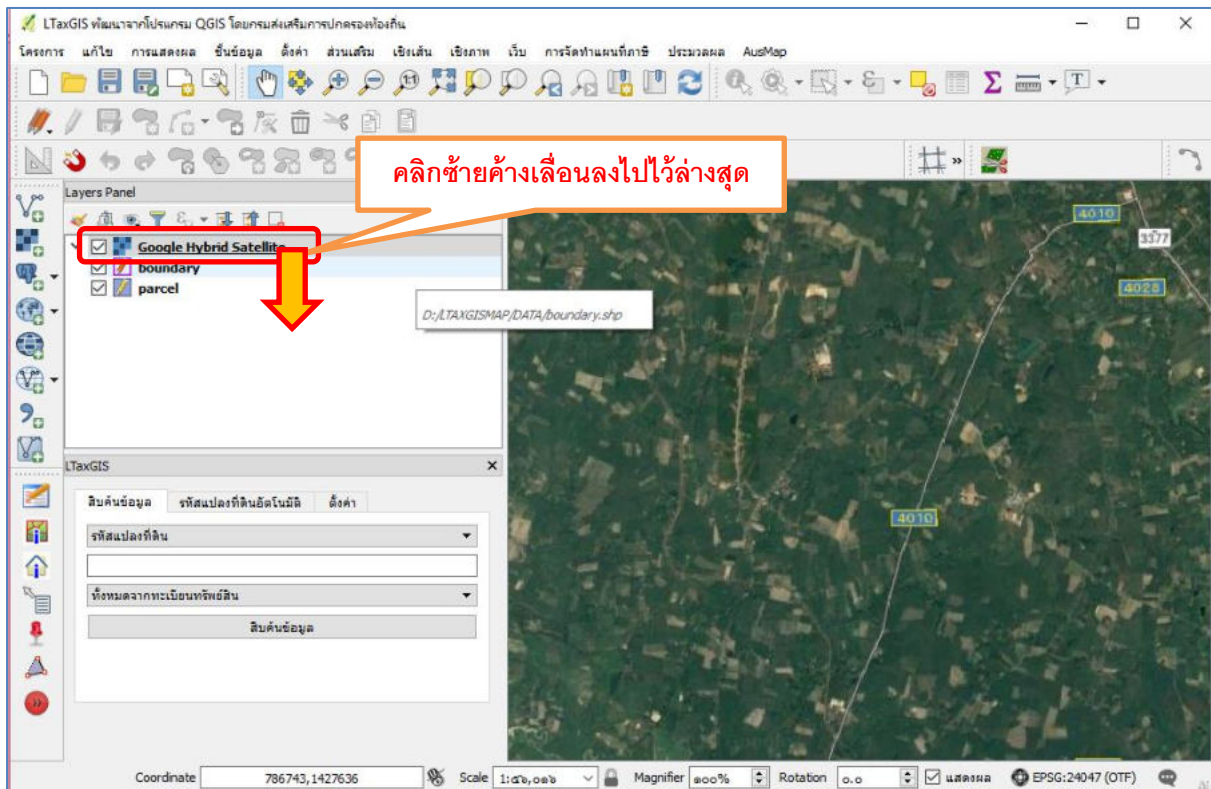 LTaxGIS พัฒนาจากโปรแกรม QGIS โดยกรมส่งเสริมการปกครองท้องถิ่น
โครงการ แก้ไข การแสดงผล ชั้นข้อมูล ตั้งค่า ส่วนเสริม เชิงเส้น เชิงภาพ เว็บ การจัดทำแผนที่ภาษี ประมวลผล AusMap
คลิกซ้ายค้างเลื่อนลงไปไว้ล่างสุด
Layers Panel
Google Hybrid Satellite
boundary
parcel
D:/LTAXGISMAP/DATA/boundary.shp
4010
3377
4028
4010
LTaxGIS
สืบค้นข้อมูล รหัสแปลงที่ดินอัตโนมัติ ตั้งค่า
รหัสแปลงที่ดิน
ทั้งหมดจากทะเบียนทรัพย์สิน
สืบค้นข้อมูล
Coordinate 786743,1427636 Scale 1:๕๖,๐๑๖ Magnifier ๑๐๐% Rotation ๐.๐ แสดงผล EPSG:24047 (OTF)